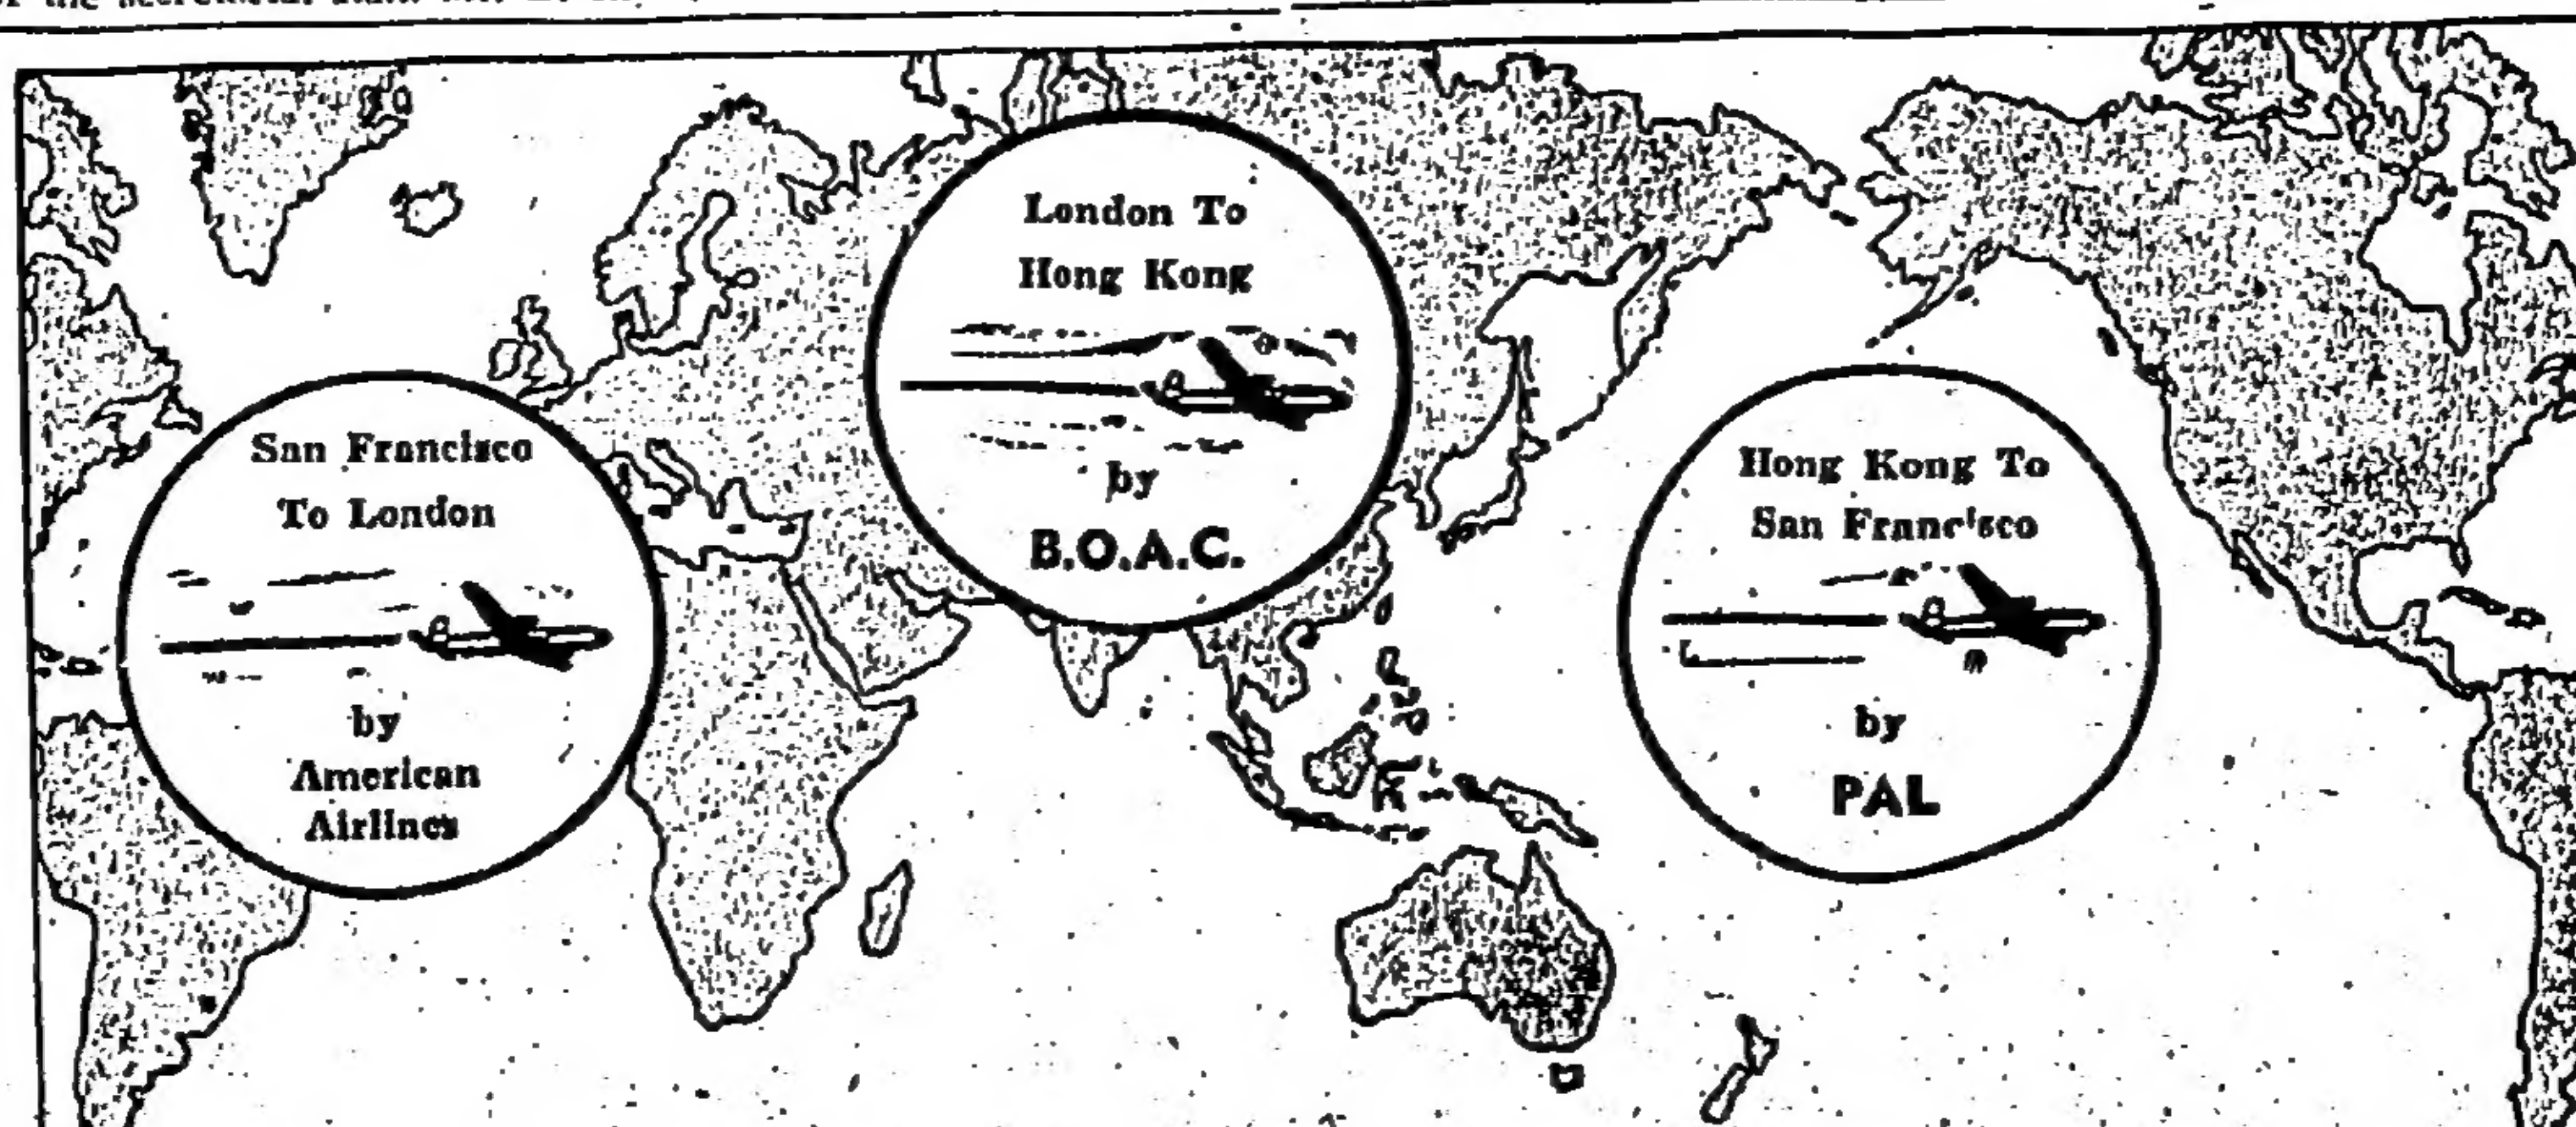 San Francisco
To London
by
American
Airlines
London To
Hong Kong
by
B.O.A.C.
Hong Kong To
San Francisco
by
PAL